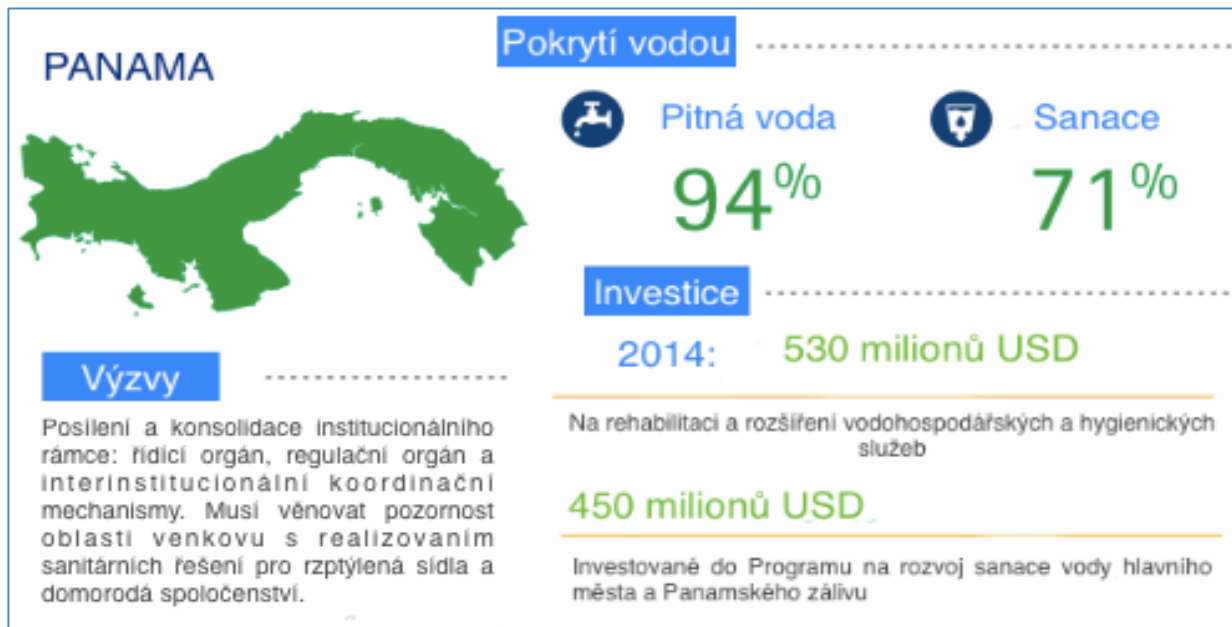 PANAMA
Výzvy
Posílení a konsolidace institucionálního
rámce: řídicí orgán, regulační orgán a
interinstitucionální koordinační
mechanismy. Musí věnovat pozornost
oblasti venkovu s realizovaním
sanitárních řešení pro rzptýlená sídla a
domorodá společenství.
Pokrytí vodou
Pitná voda
94%
Sanace
71%
Investice
2014: 530 milionů USD
Na rehabilitaci a rozšíření vodohospodářských a hygienických
služeb
450 milionů USD
Investované do Programu na rozvoj sanace vody hlavního
města a Panamského zálivu